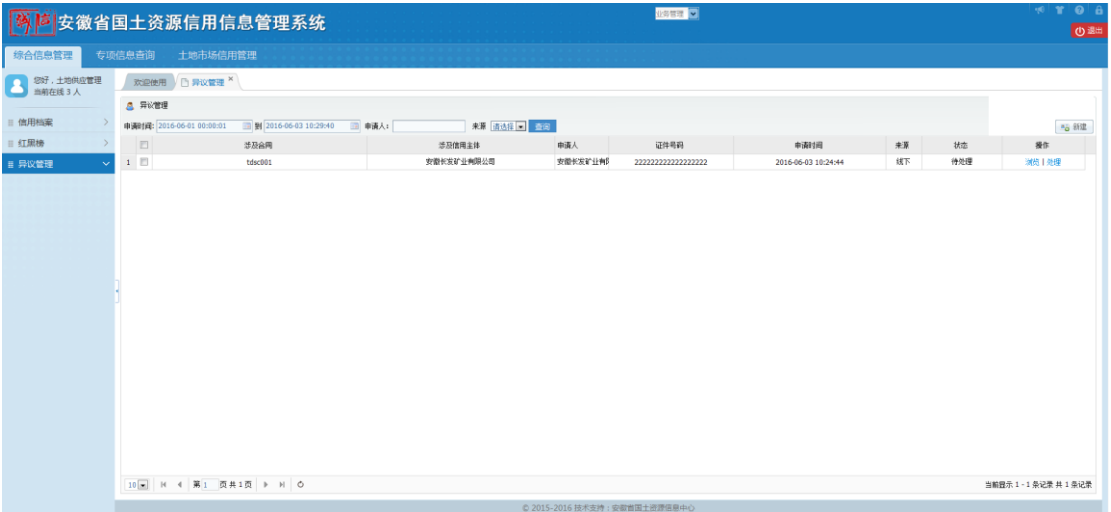 安徽省国土资源信用信息管理系统
业务管理
退出
综合信息管理 专项信息查询 土地市场信用管理
您好，土地供应管理
当前在线 3 人
欢迎使用 异议管理 ×
异议管理
信用档案
申请时间: 2016-06-01 00:00:01 到 2016-06-03 10:29:40 申请人: 来源 请选择 查询 新建
红黑榜
涉及合同 涉及信用主体 申请人 证件号码 申请时间 来源 状态 操作
异议管理
1 tdsc001 安徽长发矿业有限公司 安徽长发矿业有 222222222222222222 2016-06-03 10:24:44 线下 待处理 浏览 | 处理
10 第 1 页 共 1 页 当前显示 1 - 1 条记录 共 1 条记录
© 2015-2016 技术支持：安徽省国土资源信息中心